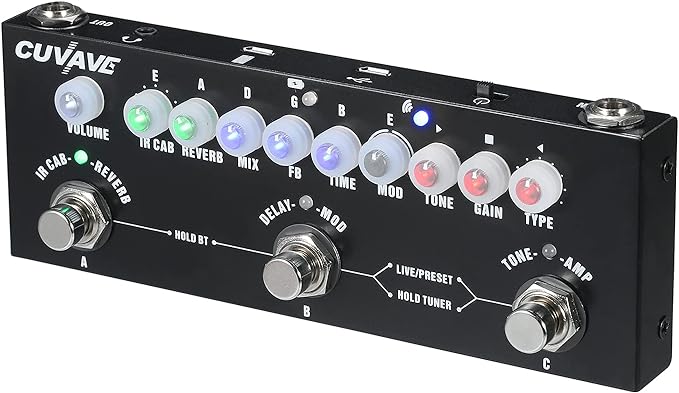 OUT
CUVAVE
E A D G B E
VOLUME IR CAB REVERB MIX FB TIME MOD TONE GAIN TYPE
IR CAB - - REVERB
DELAY - - MOD
TONE - - AMP
HOLD BT
LIVE/PRESET
HOLD TUNER
A
B
C